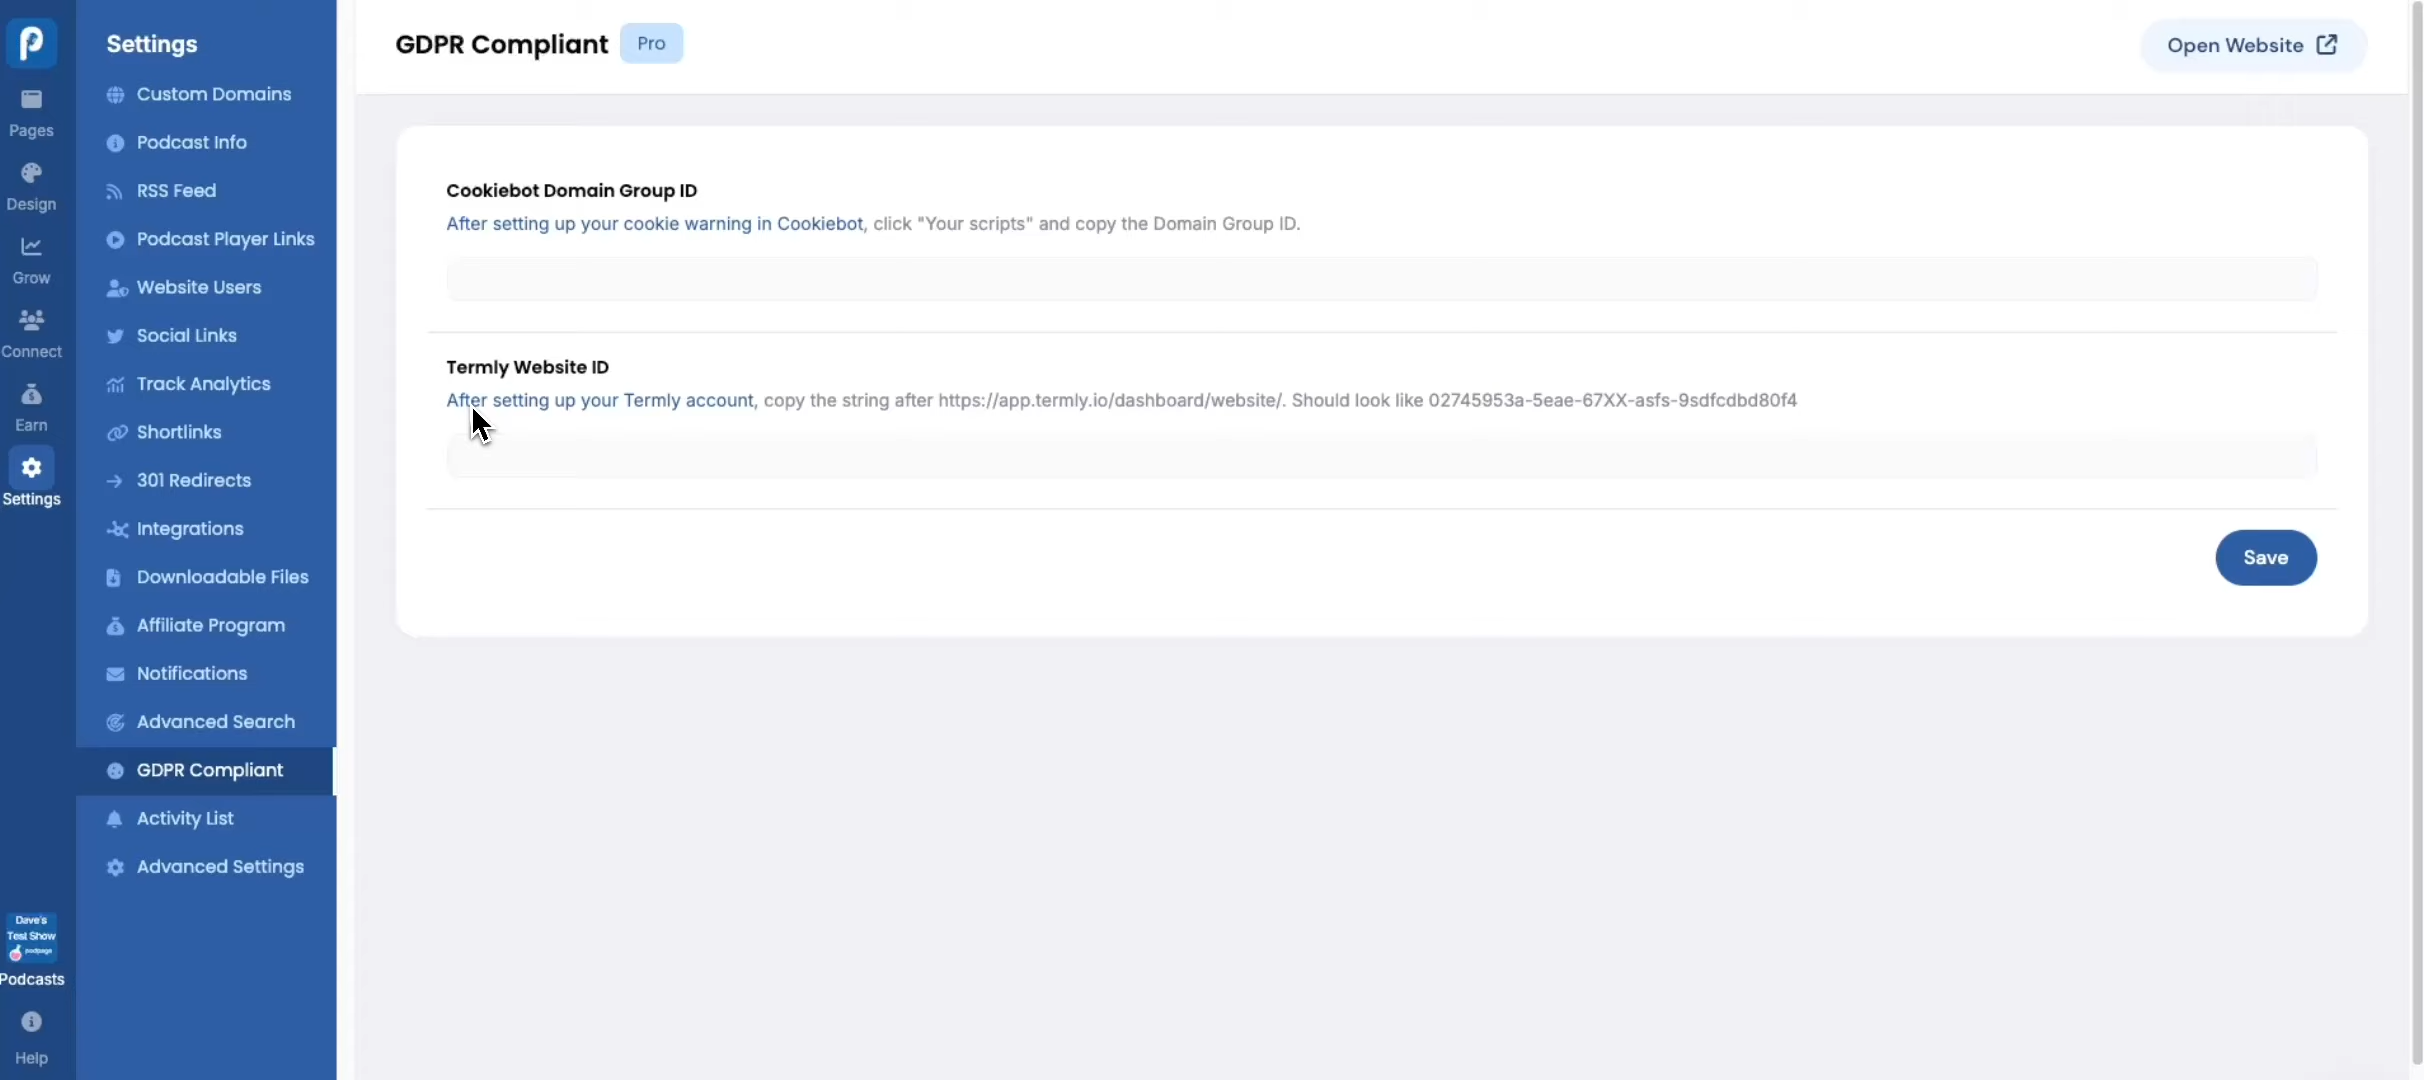 Pages
Design
Grow
Connect
Earn
Settings
Dave's
Test Show
podpage
Podcasts
Help
Settings
Custom Domains
Podcast Info
RSS Feed
Podcast Player Links
Website Users
Social Links
Track Analytics
Shortlinks
301 Redirects
Integrations
Downloadable Files
Affiliate Program
Notifications
Advanced Search
GDPR Compliant
Activity List
Advanced Settings
GDPR Compliant Pro
Open Website
Cookiebot Domain Group ID
After setting up your cookie warning in Cookiebot, click "Your scripts" and copy the Domain Group ID.
Termly Website ID
After setting up your Termly account, copy the string after https://app.termly.io/dashboard/website/. Should look like 02745953a-5eae-67XX-asfs-9sdfcdbd80f4
Save